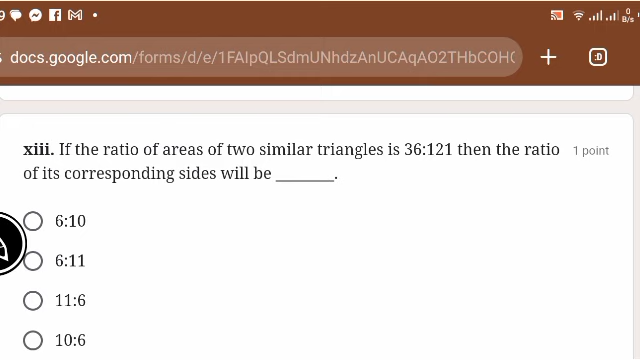 9
0 B/s
docs.google.com/forms/d/e/1FAIpQLSdmUNhdzAnUCAqAO2THbCOH
:D
xiii. If the ratio of areas of two similar triangles is 36:121 then the ratio 1 point
of its corresponding sides will be _______.
6:10
6:11
11:6
10:6